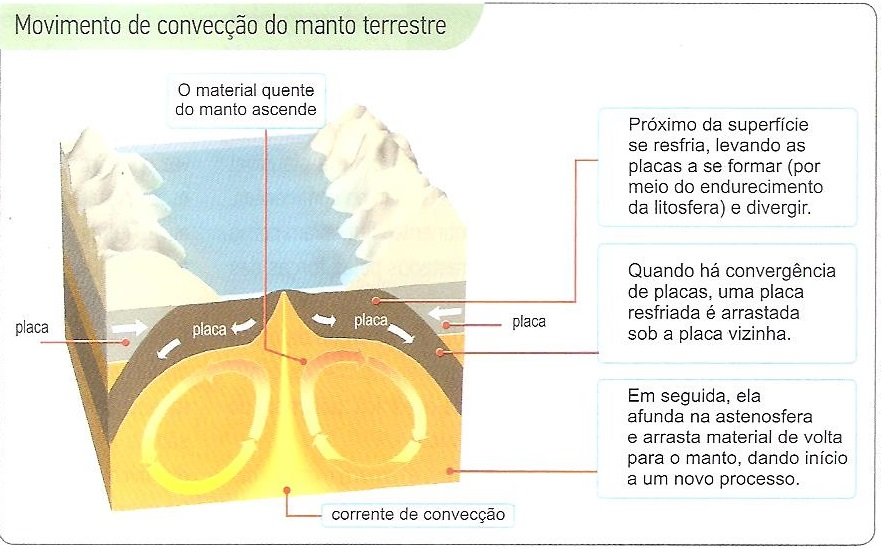 Movimento de convecção do manto terrestre
O material quente
do manto ascende
Próximo da superfície
se resfria, levando as
placas a se formar (por
meio do endurecimento
da litosfera) e divergir.
Quando há convergência
de placas, uma placa
resfriada é arrastada
sob a placa vizinha.
placa
placa
placa
placa
Em seguida, ela
afunda na astenosfera
e arrasta material de volta
para o manto, dando início
a um novo processo.
corrente de convecção